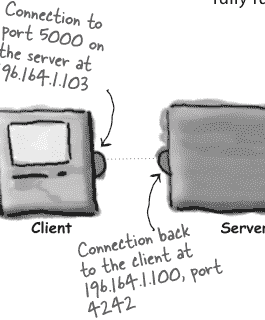 Connection to
port 5000 on
the server at
196.164.1.103
Client
Server
Connection back
to the client at
196.164.1.100, port
4242